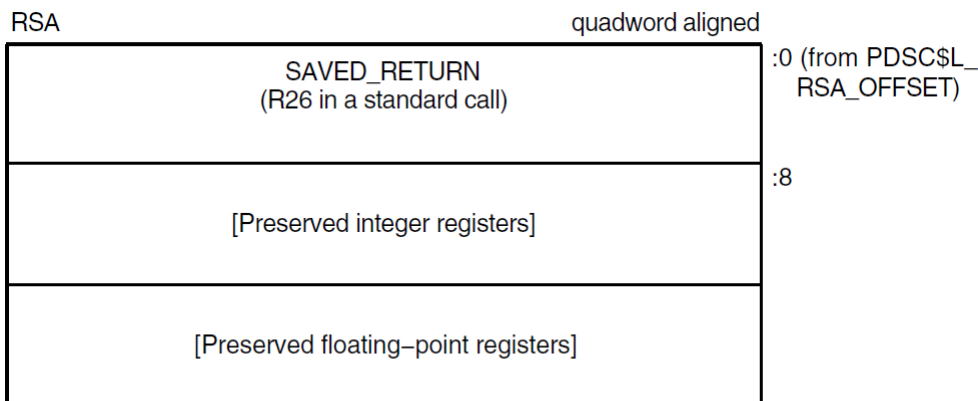 RSA
quadword aligned
SAVED_RETURN
(R26 in a standard call)
:0 (from PDSC$L_
RSA_OFFSET)
:8
[Preserved integer registers]
[Preserved floating–point registers]